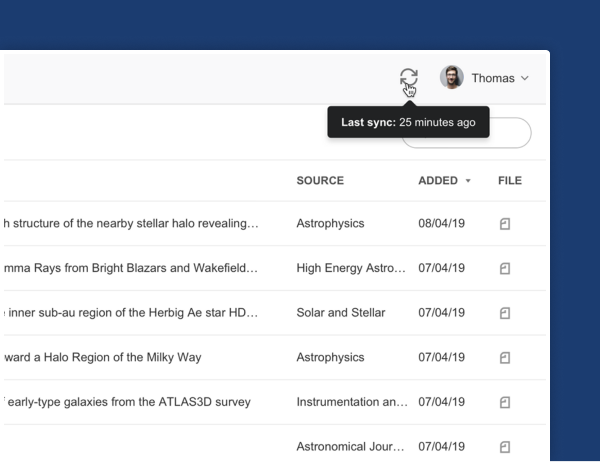 Thomas
Last sync: 25 minutes ago
SOURCE ADDED FILE
h structure of the nearby stellar halo revealing… Astrophysics 08/04/19
mma Rays from Bright Blazars and Wakefield… High Energy Astro… 07/04/19
inner sub-au region of the Herbig Ae star HD… Solar and Stellar 07/04/19
ward a Halo Region of the Milky Way Astrophysics 07/04/19
early-type galaxies from the ATLAS3D survey Instrumentation an… 07/04/19
Astronomical Jour… 07/04/19